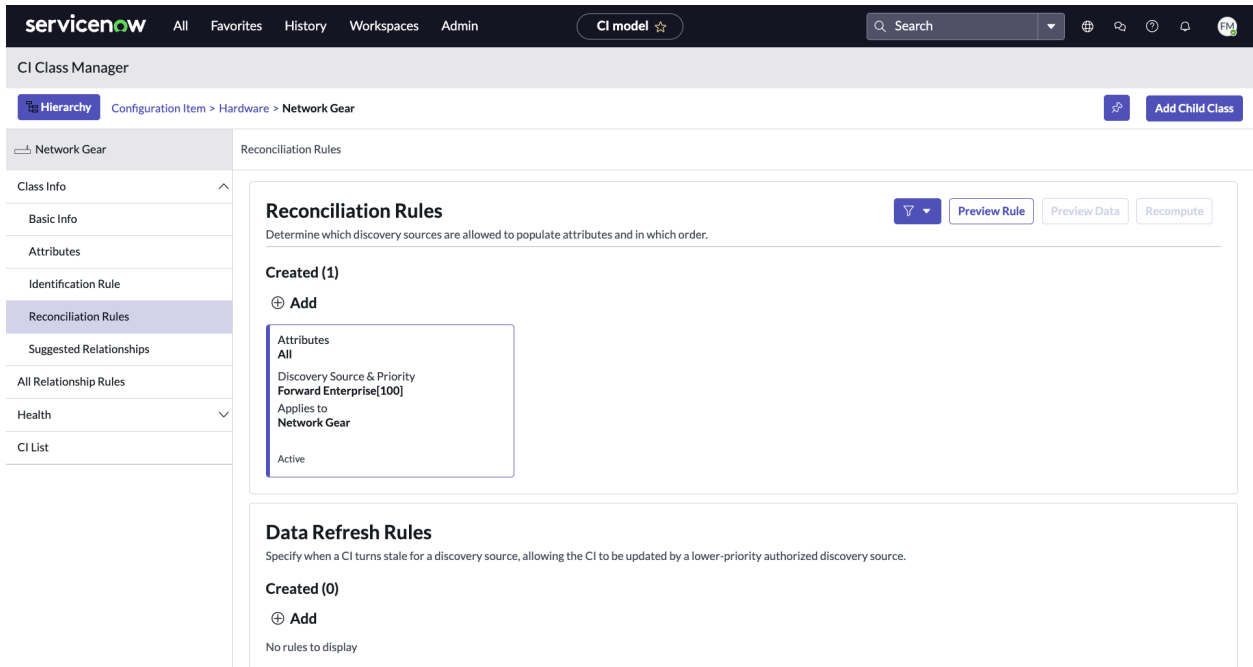 servicenow All Favorites History Workspaces Admin CI model Search FM
CI Class Manager
Hierarchy Configuration Item > Hardware > Network Gear Add Child Class
Network Gear
Class Info
Basic Info
Attributes
Identification Rule
Reconciliation Rules
Suggested Relationships
All Relationship Rules
Health
CI List
Reconciliation Rules
Reconciliation Rules Preview Rule Preview Data Recompute
Determine which discovery sources are allowed to populate attributes and in which order.
Created (1)
Add
Attributes
All
Discovery Source & Priority
Forward Enterprise[100]
Applies to
Network Gear
Active
Data Refresh Rules
Specify when a CI turns stale for a discovery source, allowing the CI to be updated by a lower-priority authorized discovery source.
Created (0)
Add
No rules to display